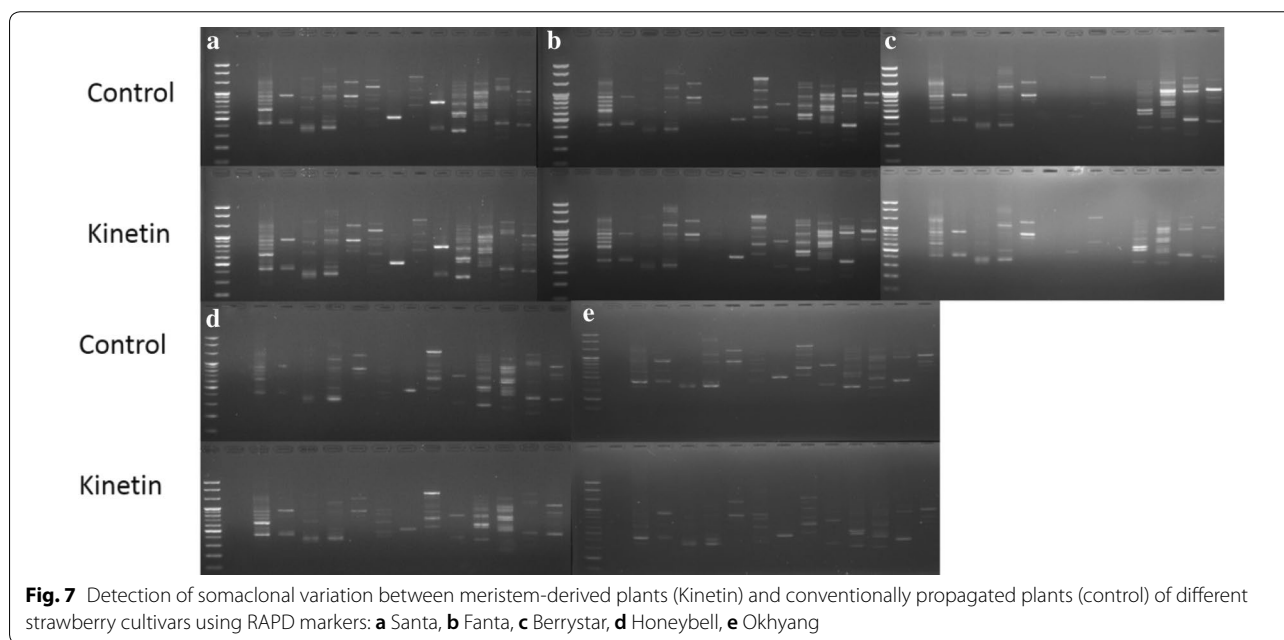 a b c
Control
Kinetin
d e
Control
Kinetin
Fig. 7 Detection of somaclonal variation between meristem-derived plants (Kinetin) and conventionally propagated plants (control) of different
strawberry cultivars using RAPD markers: a Santa, b Fanta, c Berrystar, d Honeybell, e Okhyang